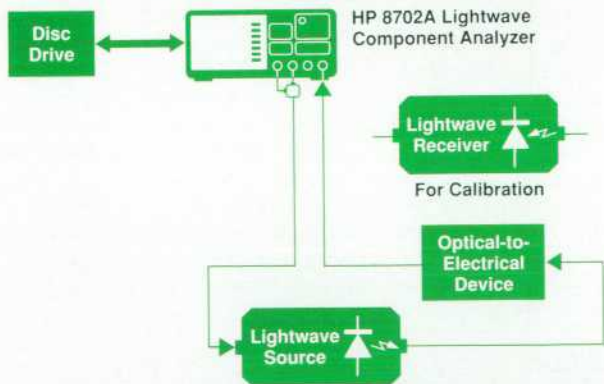 Disc
Drive
HP 8702A Lightwave
Component Analyzer
Lightwave
Receiver
For Calibration
Optical-to-
Electrical
Device
Lightwave
Source